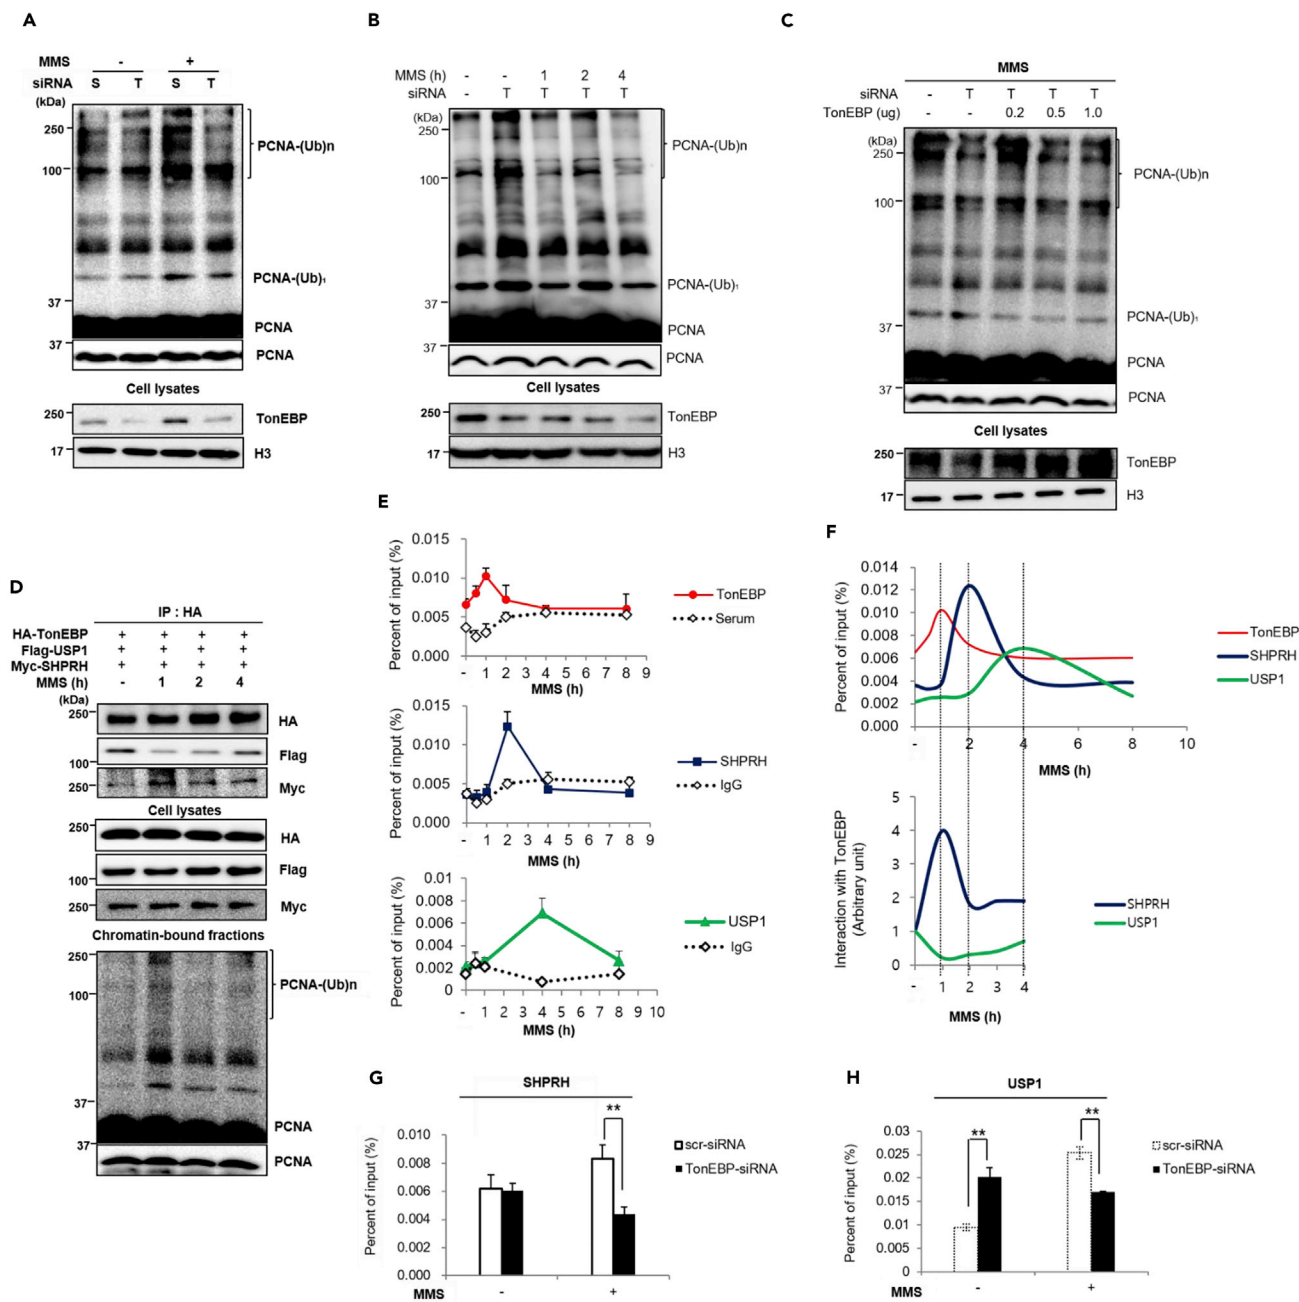 A
MMS - +
siRNA S T S T
(kDa)
250
100
37
37
PCNA-(Ub)n
PCNA-(Ub)₁
PCNA
PCNA
Cell lysates
250
TonEBP
17
H3
B
MMS (h) - - 1 2 4
siRNA - T T T T
(kDa)
250
100
37
37
PCNA-(Ub)n
PCNA-(Ub)₁
PCNA
PCNA
Cell lysates
250
TonEBP
17
H3
C
MMS
siRNA - T T T T
TonEBP (ug) - - 0.2 0.5 1.0
(kDa)
250
100
37
37
PCNA-(Ub)n
PCNA-(Ub)₁
PCNA
PCNA
Cell lysates
250
TonEBP
17
H3
D
IP : HA
HA-TonEBP + + + +
Flag-USP1 + + + +
Myc-SHPRH + + + +
MMS (h) - 1 2 4
(kDa)
250
HA
100
Flag
250
Myc
Cell lysates
250
HA
100
Flag
250
Myc
Chromatin-bound fractions
250
100
PCNA-(Ub)n
37
PCNA
37
PCNA
E
Percent of input (%)
0.015
0.010
0.005
0.000
- 1 2 3 4 5 6 7 8 9
MMS (h)
TonEBP
Serum
Percent of input (%)
0.015
0.010
0.005
0.000
- 1 2 3 4 5 6 7 8 9
MMS (h)
SHPRH
IgG
Percent of input (%)
0.01
0.008
0.006
0.004
0.002
0
- 1 2 3 4 5 6 7 8 9 10
MMS (h)
USP1
IgG
F
Percent of input (%)
0.014
0.012
0.010
0.008
0.006
0.004
0.002
0.000
- 2 4 6 8 10
MMS (h)
TonEBP
SHPRH
USP1
Interaction with TonEBP
(Arbitrary unit)
5
4
3
2
1
0
- 1 2 3 4
MMS (h)
SHPRH
USP1
G
SHPRH
Percent of input (%)
0.010
0.008
0.006
0.004
0.002
0.000
**
scr-siRNA
TonEBP-siRNA
MMS - +
H
USP1
Percent of input (%)
0.03
0.025
0.02
0.015
0.01
0.005
0
**
**
scr-siRNA
TonEBP-siRNA
MMS - +